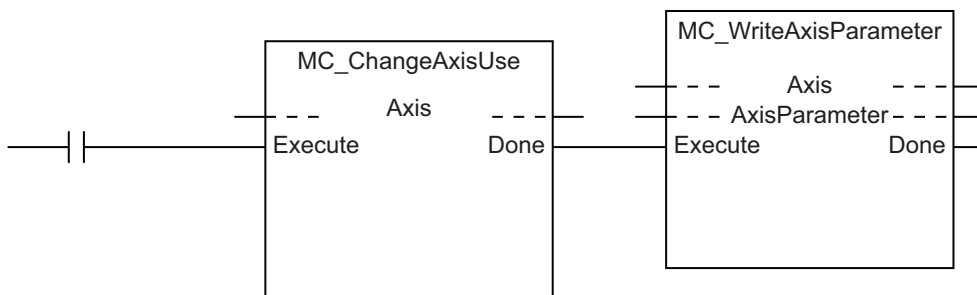 MC_ChangeAxisUse
Axis
Execute Done
MC_WriteAxisParameter
Axis
AxisParameter
Execute Done